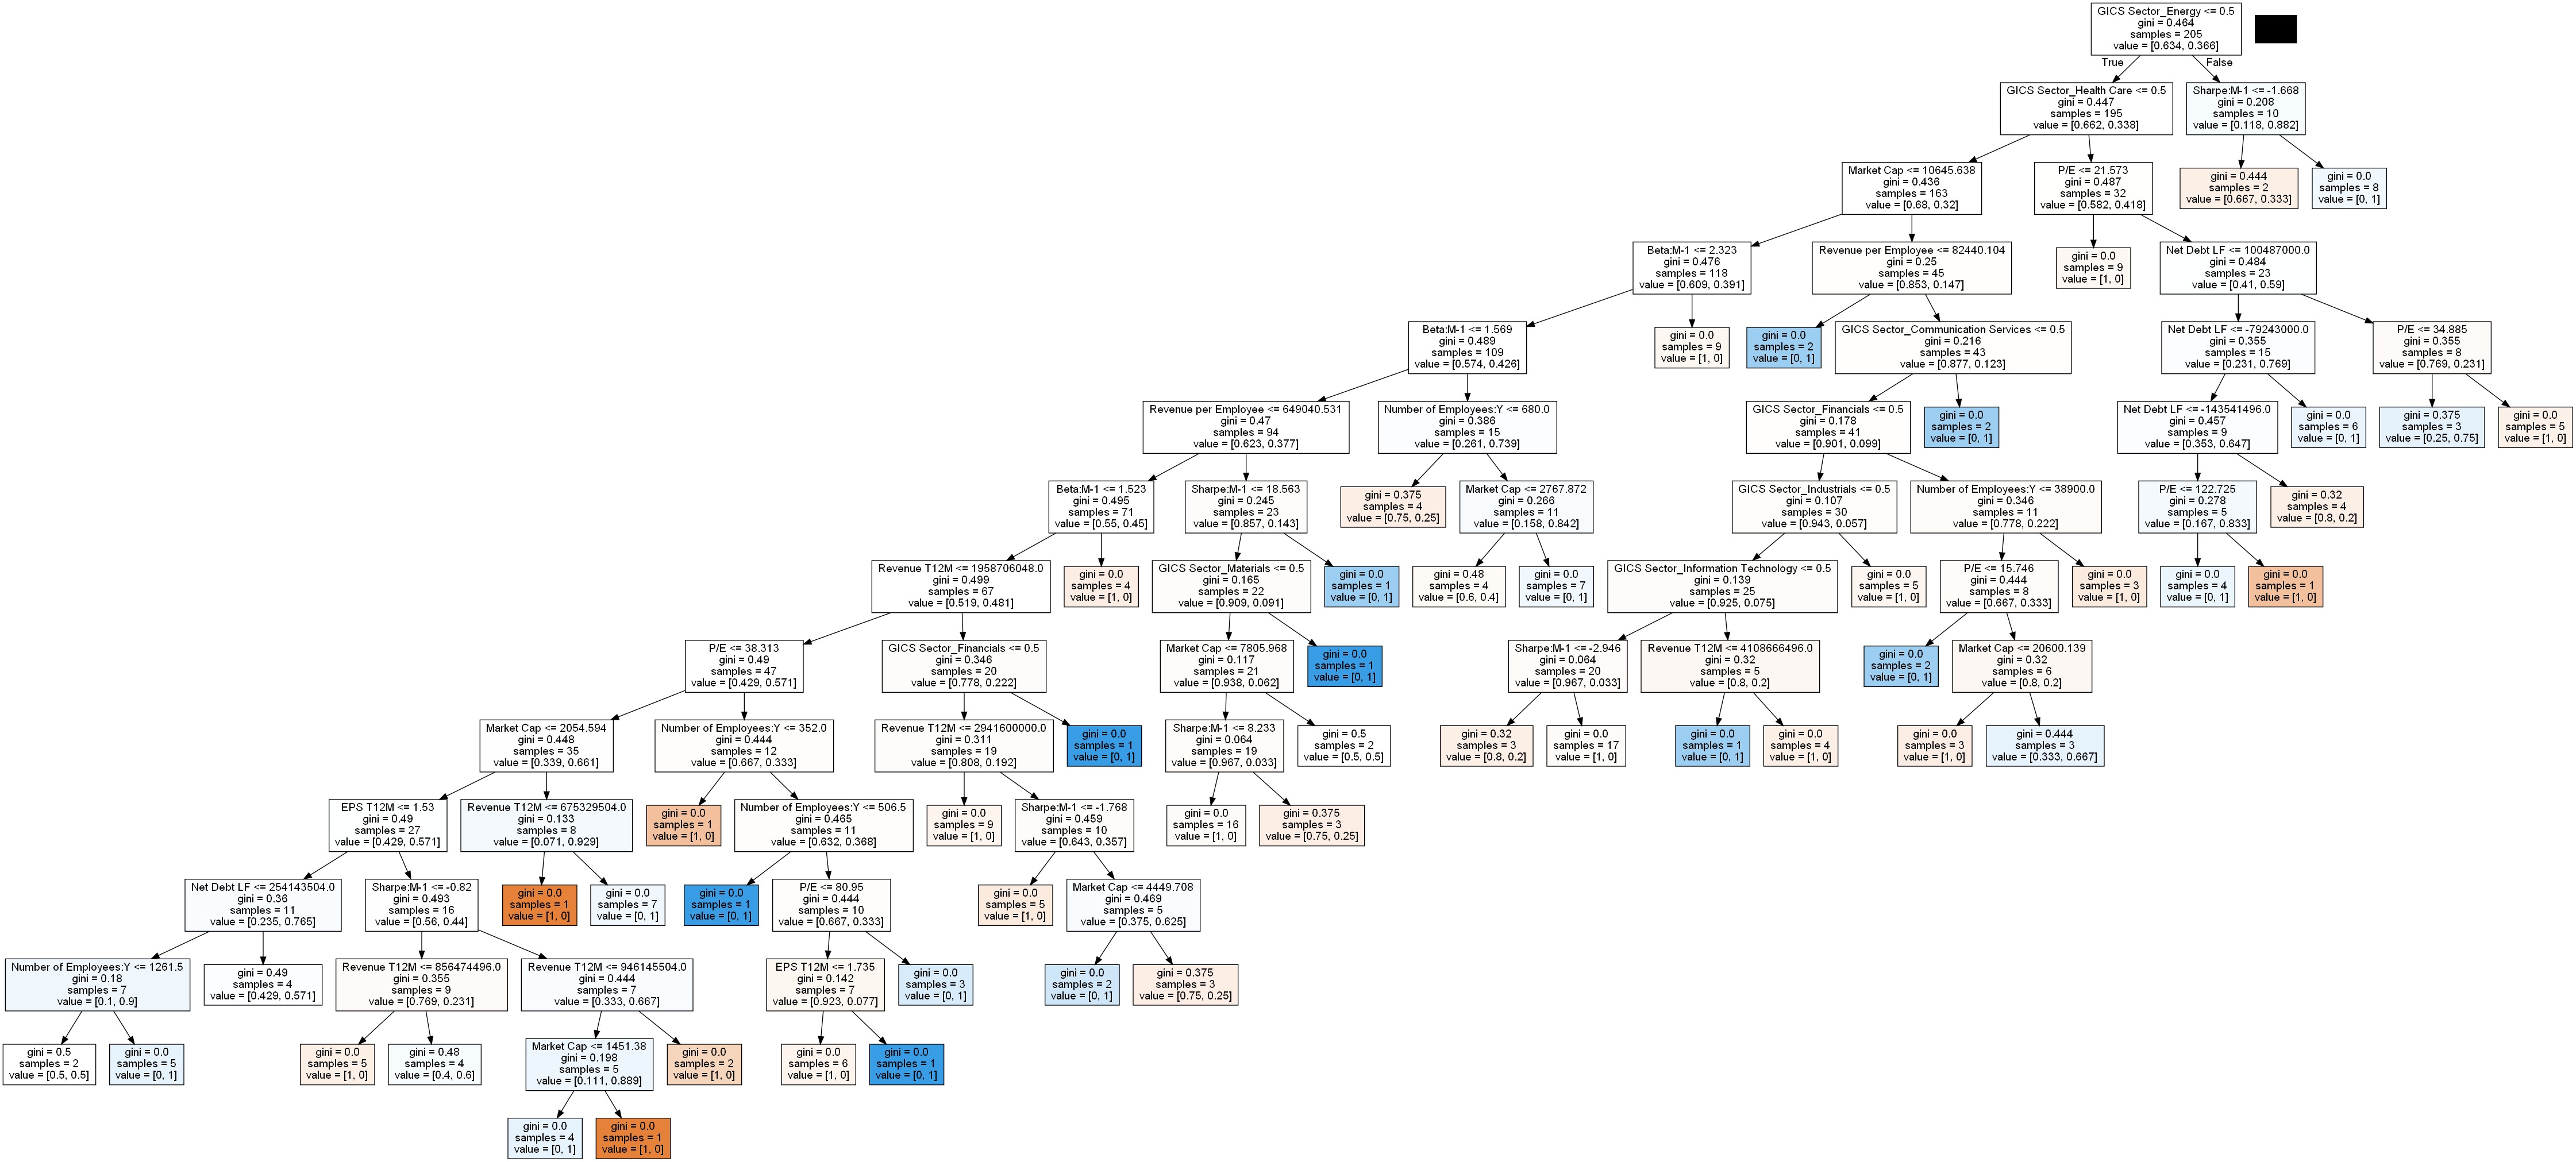 GICS Sector_Energy <= 0.5
gini = 0.464
samples = 205
value = [0.634, 0.366]
True
False
GICS Sector_Health Care <= 0.5
gini = 0.447
samples = 195
value = [0.662, 0.338]
Sharpe:M-1 <= -1.668
gini = 0.208
samples = 10
value = [0.118, 0.882]
Market Cap <= 10645.638
gini = 0.436
samples = 163
value = [0.68, 0.32]
P/E <= 21.573
gini = 0.487
samples = 32
value = [0.582, 0.418]
gini = 0.444
samples = 2
value = [0.667, 0.333]
gini = 0.0
samples = 8
value = [0, 1]
Beta:M-1 <= 2.323
gini = 0.476
samples = 118
value = [0.609, 0.391]
Revenue per Employee <= 82440.104
gini = 0.25
samples = 45
value = [0.853, 0.147]
gini = 0.0
samples = 9
value = [1, 0]
Net Debt LF <= 100487000.0
gini = 0.484
samples = 23
value = [0.41, 0.59]
Beta:M-1 <= 1.569
gini = 0.489
samples = 109
value = [0.574, 0.426]
gini = 0.0
samples = 9
value = [1, 0]
gini = 0.0
samples = 2
value = [0, 1]
GICS Sector_Communication Services <= 0.5
gini = 0.216
samples = 43
value = [0.877, 0.123]
Net Debt LF <= -79243000.0
gini = 0.355
samples = 15
value = [0.231, 0.769]
P/E <= 34.885
gini = 0.355
samples = 8
value = [0.769, 0.231]
Revenue per Employee <= 649040.531
gini = 0.47
samples = 94
value = [0.623, 0.377]
Number of Employees:Y <= 680.0
gini = 0.386
samples = 15
value = [0.261, 0.739]
GICS Sector_Financials <= 0.5
gini = 0.178
samples = 41
value = [0.901, 0.099]
gini = 0.0
samples = 2
value = [0, 1]
Net Debt LF <= -143541496.0
gini = 0.457
samples = 9
value = [0.353, 0.647]
gini = 0.0
samples = 6
value = [0, 1]
gini = 0.375
samples = 3
value = [0.25, 0.75]
gini = 0.0
samples = 5
value = [1, 0]
Beta:M-1 <= 1.523
gini = 0.495
samples = 71
value = [0.55, 0.45]
Sharpe:M-1 <= 18.563
gini = 0.245
samples = 23
value = [0.857, 0.143]
gini = 0.375
samples = 4
value = [0.75, 0.25]
Market Cap <= 2767.872
gini = 0.266
samples = 11
value = [0.158, 0.842]
GICS Sector_Industrials <= 0.5
gini = 0.107
samples = 30
value = [0.943, 0.057]
Number of Employees:Y <= 38900.0
gini = 0.346
samples = 11
value = [0.778, 0.222]
P/E <= 122.725
gini = 0.278
samples = 5
value = [0.167, 0.833]
gini = 0.32
samples = 4
value = [0.8, 0.2]
Revenue T12M <= 1958706048.0
gini = 0.499
samples = 67
value = [0.519, 0.481]
gini = 0.0
samples = 4
value = [1, 0]
GICS Sector_Materials <= 0.5
gini = 0.165
samples = 22
value = [0.909, 0.091]
gini = 0.0
samples = 1
value = [0, 1]
gini = 0.48
samples = 4
value = [0.6, 0.4]
gini = 0.0
samples = 7
value = [0, 1]
GICS Sector_Information Technology <= 0.5
gini = 0.139
samples = 25
value = [0.925, 0.075]
gini = 0.0
samples = 5
value = [1, 0]
P/E <= 15.746
gini = 0.444
samples = 8
value = [0.667, 0.333]
gini = 0.0
samples = 3
value = [1, 0]
gini = 0.0
samples = 4
value = [0, 1]
gini = 0.0
samples = 1
value = [1, 0]
P/E <= 38.313
gini = 0.49
samples = 47
value = [0.429, 0.571]
GICS Sector_Financials <= 0.5
gini = 0.346
samples = 20
value = [0.778, 0.222]
Market Cap <= 7805.968
gini = 0.117
samples = 21
value = [0.938, 0.062]
gini = 0.0
samples = 1
value = [0, 1]
Sharpe:M-1 <= -2.946
gini = 0.064
samples = 20
value = [0.967, 0.033]
Revenue T12M <= 4108666496.0
gini = 0.32
samples = 5
value = [0.8, 0.2]
gini = 0.0
samples = 2
value = [0, 1]
Market Cap <= 20600.139
gini = 0.32
samples = 6
value = [0.8, 0.2]
Market Cap <= 2054.594
gini = 0.448
samples = 35
value = [0.339, 0.661]
Number of Employees:Y <= 352.0
gini = 0.444
samples = 12
value = [0.667, 0.333]
Revenue T12M <= 2941600000.0
gini = 0.311
samples = 19
value = [0.808, 0.192]
gini = 0.0
samples = 1
value = [0, 1]
Sharpe:M-1 <= 8.233
gini = 0.064
samples = 19
value = [0.967, 0.033]
gini = 0.5
samples = 2
value = [0.5, 0.5]
gini = 0.32
samples = 3
value = [0.8, 0.2]
gini = 0.0
samples = 17
value = [1, 0]
gini = 0.0
samples = 1
value = [0, 1]
gini = 0.0
samples = 4
value = [1, 0]
gini = 0.0
samples = 3
value = [1, 0]
gini = 0.444
samples = 3
value = [0.333, 0.667]
EPS T12M <= 1.53
gini = 0.49
samples = 27
value = [0.429, 0.571]
Revenue T12M <= 675329504.0
gini = 0.133
samples = 8
value = [0.071, 0.929]
gini = 0.0
samples = 1
value = [1, 0]
Number of Employees:Y <= 506.5
gini = 0.465
samples = 11
value = [0.632, 0.368]
gini = 0.0
samples = 9
value = [1, 0]
Sharpe:M-1 <= -1.768
gini = 0.459
samples = 10
value = [0.643, 0.357]
gini = 0.0
samples = 16
value = [1, 0]
gini = 0.375
samples = 3
value = [0.75, 0.25]
Net Debt LF <= 254143504.0
gini = 0.36
samples = 11
value = [0.235, 0.765]
Sharpe:M-1 <= -0.82
gini = 0.493
samples = 16
value = [0.56, 0.44]
gini = 0.0
samples = 1
value = [1, 0]
gini = 0.0
samples = 7
value = [0, 1]
gini = 0.0
samples = 1
value = [0, 1]
P/E <= 80.95
gini = 0.444
samples = 10
value = [0.667, 0.333]
gini = 0.0
samples = 5
value = [1, 0]
Market Cap <= 4449.708
gini = 0.469
samples = 5
value = [0.375, 0.625]
Number of Employees:Y <= 1261.5
gini = 0.18
samples = 7
value = [0.1, 0.9]
gini = 0.49
samples = 4
value = [0.429, 0.571]
Revenue T12M <= 856474496.0
gini = 0.355
samples = 9
value = [0.769, 0.231]
Revenue T12M <= 946145504.0
gini = 0.444
samples = 7
value = [0.333, 0.667]
EPS T12M <= 1.735
gini = 0.142
samples = 7
value = [0.923, 0.077]
gini = 0.0
samples = 3
value = [0, 1]
gini = 0.0
samples = 2
value = [0, 1]
gini = 0.375
samples = 3
value = [0.75, 0.25]
gini = 0.5
samples = 2
value = [0.5, 0.5]
gini = 0.0
samples = 5
value = [0, 1]
gini = 0.0
samples = 5
value = [1, 0]
gini = 0.48
samples = 4
value = [0.4, 0.6]
Market Cap <= 1451.38
gini = 0.198
samples = 5
value = [0.111, 0.889]
gini = 0.0
samples = 2
value = [1, 0]
gini = 0.0
samples = 6
value = [1, 0]
gini = 0.0
samples = 1
value = [0, 1]
gini = 0.0
samples = 4
value = [0, 1]
gini = 0.0
samples = 1
value = [1, 0]